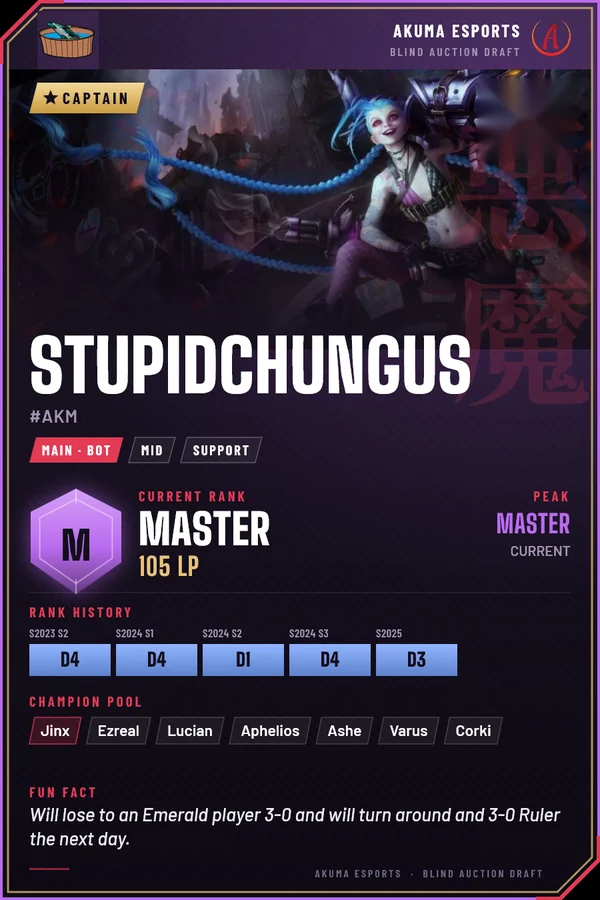 AKUMA ESPORTS
BLIND AUCTION DRAFT
A
★ CAPTAIN
悪
魔
STUPIDCHUNGUS
#AKM
MAIN · BOT MID SUPPORT
CURRENT RANK
M
MASTER
105 LP
PEAK
MASTER
CURRENT
RANK HISTORY
S2023 S2 S2024 S1 S2024 S2 S2024 S3 S2025
D4 D4 D1 D4 D3
CHAMPION POOL
Jinx Ezreal Lucian Aphelios Ashe Varus Corki
FUN FACT
Will lose to an Emerald player 3-0 and will turn around and 3-0 Ruler
the next day.
AKUMA ESPORTS · BLIND AUCTION DRAFT